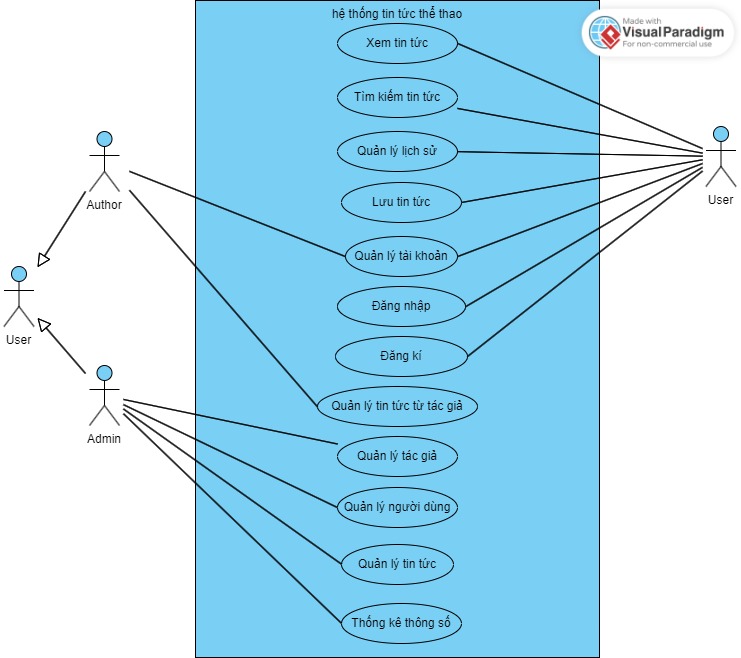 hệ thống tin tức thể thao
Made with
VisualParadigm
For non-commercial use
Xem tin tức
Tìm kiếm tin tức
Quản lý lịch sử
Author
User
Lưu tin tức
Quản lý tài khoản
Đăng nhập
User
Đăng kí
Quản lý tin tức từ tác giả
Admin
Quản lý tác giả
Quản lý người dùng
Quản lý tin tức
Thống kê thông số